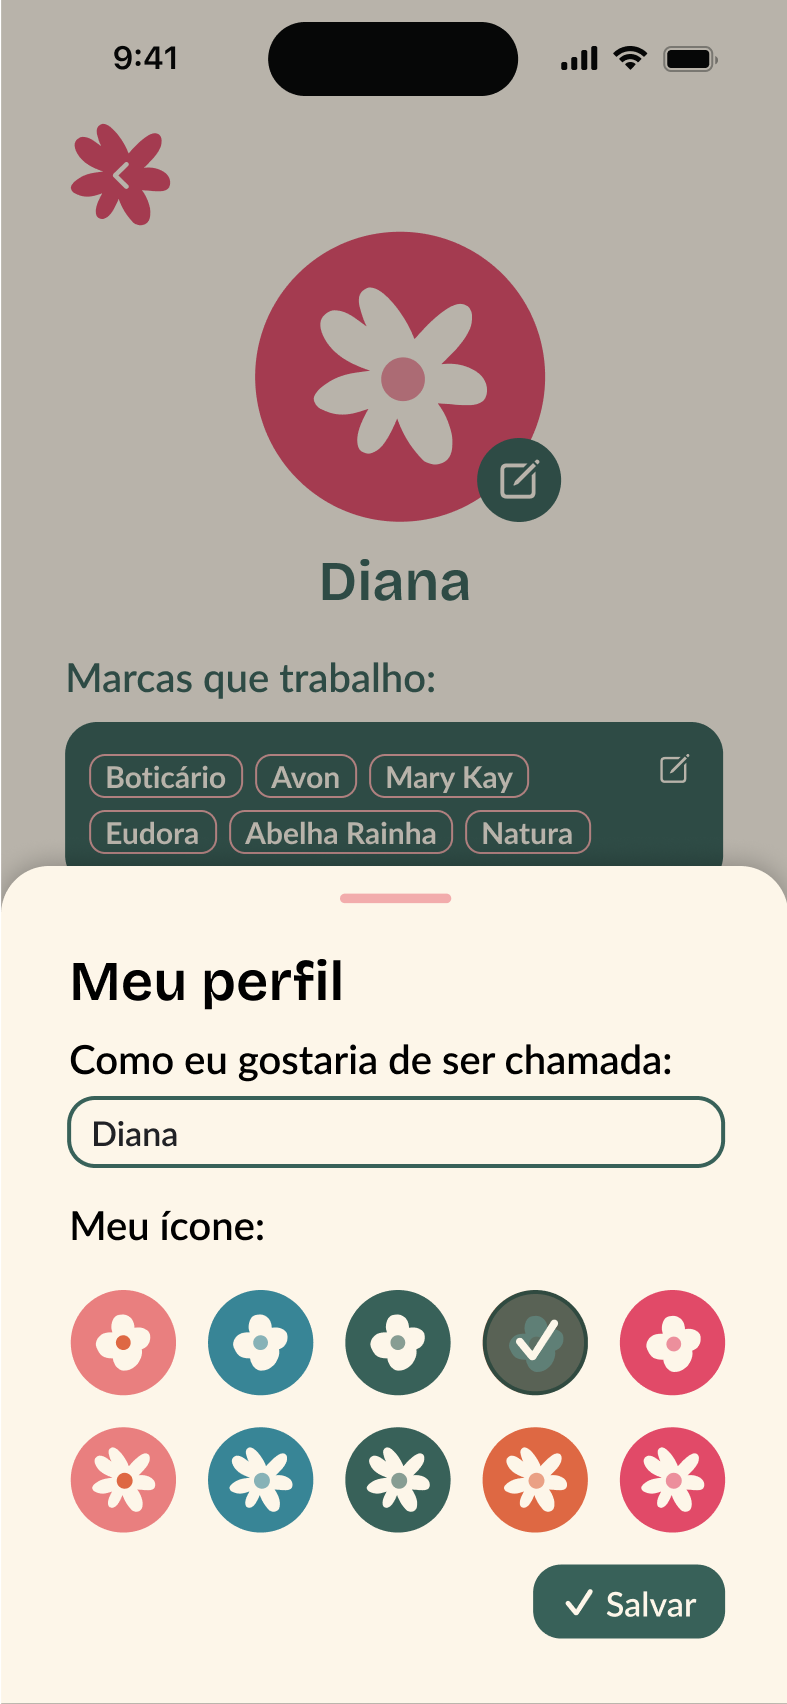 9:41
Diana
Marcas que trabalho:
Boticário Avon Mary Kay
Eudora Abelha Rainha Natura
Meu perfil
Como eu gostaria de ser chamada:
Diana
Meu ícone:
Salvar